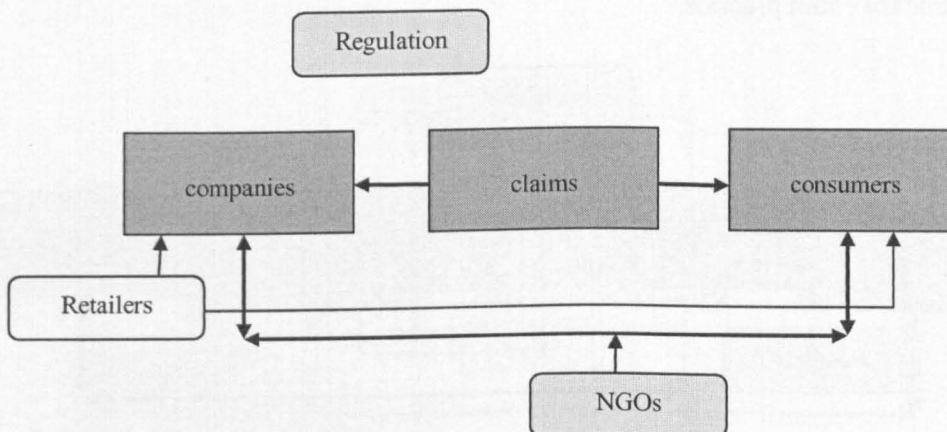 Regulation
companies
claims
consumers
Retailers
NGOs